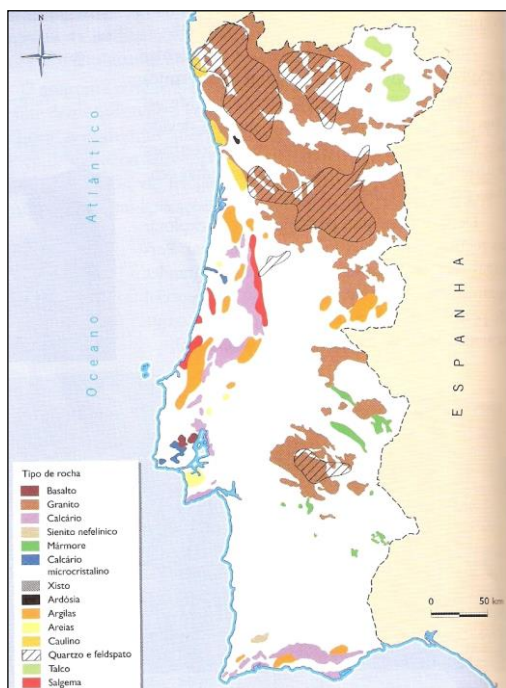 Oceano Atlântico
ESPANHA
Tipo de rocha
Basalto
Granito
Calcário
Sienito nefelínico
Mármore
Calcário
microcristalino
Xisto
Ardósia
Argilas
Areias
Caulino
Quartzo e feldspato
Talco
Salgema
0 50 km